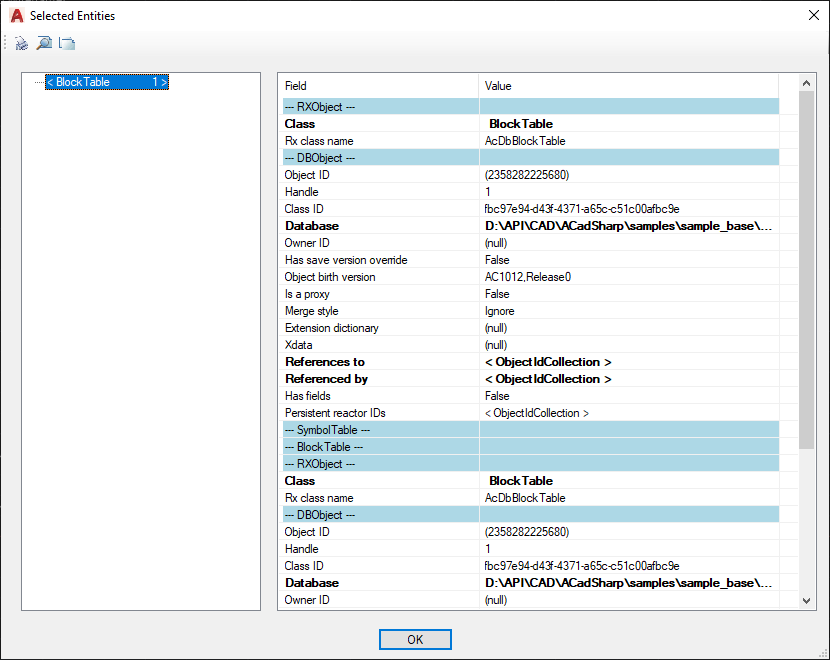 Selected Entities
< BlockTable 1 >
Field Value
--- RXObject ---
Class BlockTable
Rx class name AcDbBlockTable
--- DBObject ---
Object ID (2358282225680)
Handle 1
Class ID fbc97e94-d43f-4371-a65c-c51c00afbc9e
Database D:\API\CAD\ACadSharp\samples\sample_base\...
Owner ID (null)
Has save version override False
Object birth version AC1012,Release0
Is a proxy False
Merge style Ignore
Extension dictionary (null)
Xdata (null)
References to < ObjectIdCollection >
Referenced by < ObjectIdCollection >
Has fields False
Persistent reactor IDs < ObjectIdCollection >
--- SymbolTable ---
--- BlockTable ---
--- RXObject ---
Class BlockTable
Rx class name AcDbBlockTable
--- DBObject ---
Object ID (2358282225680)
Handle 1
Class ID fbc97e94-d43f-4371-a65c-c51c00afbc9e
Database D:\API\CAD\ACadSharp\samples\sample_base\...
Owner ID (null)
OK